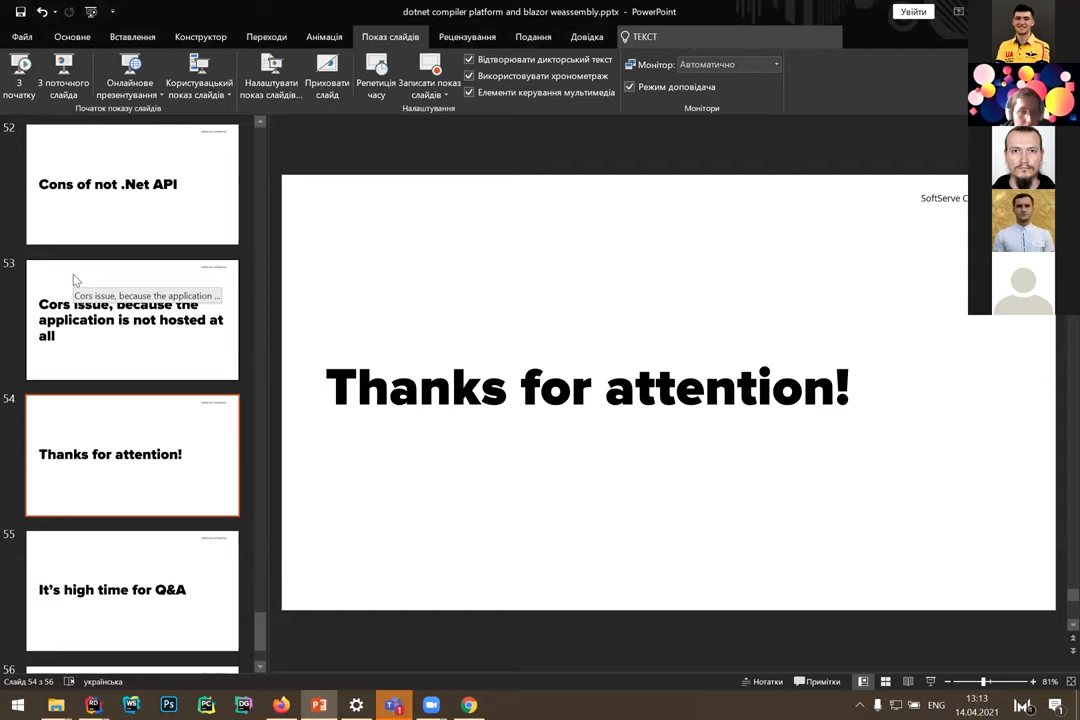 dotnet compiler platform and blazor weassembly.pptx - PowerPoint
Увійти
Файл
Основне
Вставлення
Конструктор
Переходи
Анімація
Показ слайдів
Рецензування
Подання
Довідка
ТЕКСТ
З
початку
З поточного
слайда
Онлайнове
презентування
Користувацький
показ слайдів
Початок показу слайдів
Налаштувати
показ слайдів...
Приховати
слайд
Репетиція
часу
Записати показ
слайдів
Відтворювати дикторський текст
Використовувати хронометраж
Елементи керування мультимедіа
Налаштування
Монітор:
Автоматично
Режим доповідача
Монітори
52
Cons of not .Net API
53
Cors issue, because the application ...
Cors issue, because the
application is not hosted at
all
54
Thanks for attention!
55
It's high time for Q&A
56
SoftServe C
Thanks for attention!
Слайд 54 з 56
українська
Нотатки
Примітки
81%
RD
WS
Ps
PC
DG
ENG
13:13
14.04.2021